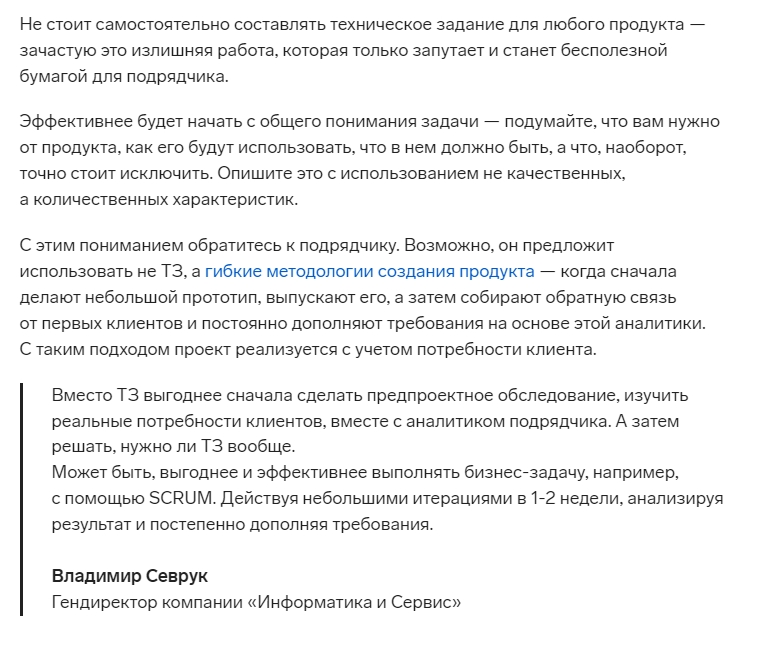 Не стоит самостоятельно составлять техническое задание для любого продукта —
зачастую это излишняя работа, которая только запутает и станет бесполезной
бумагой для подрядчика.
Эффективнее будет начать с общего понимания задачи — подумайте, что вам нужно
от продукта, как его будут использовать, что в нем должно быть, а что, наоборот,
точно стоит исключить. Опишите это с использованием не качественных,
а количественных характеристик.
С этим пониманием обратитесь к подрядчику. Возможно, он предложит
использовать не ТЗ, а гибкие методологии создания продукта — когда сначала
делают небольшой прототип, выпускают его, а затем собирают обратную связь
от первых клиентов и постоянно дополняют требования на основе этой аналитики.
С таким подходом проект реализуется с учетом потребности клиента.
Вместо ТЗ выгоднее сначала сделать предпроектное обследование, изучить
реальные потребности клиентов, вместе с аналитиком подрядчика. А затем
решать, нужно ли ТЗ вообще.
Может быть, выгоднее и эффективнее выполнять бизнес-задачу, например,
с помощью SCRUM. Действуя небольшими итерациями в 1-2 недели, анализируя
результат и постепенно дополняя требования.
Владимир Севрук
Гендиректор компании «Информатика и Сервис»